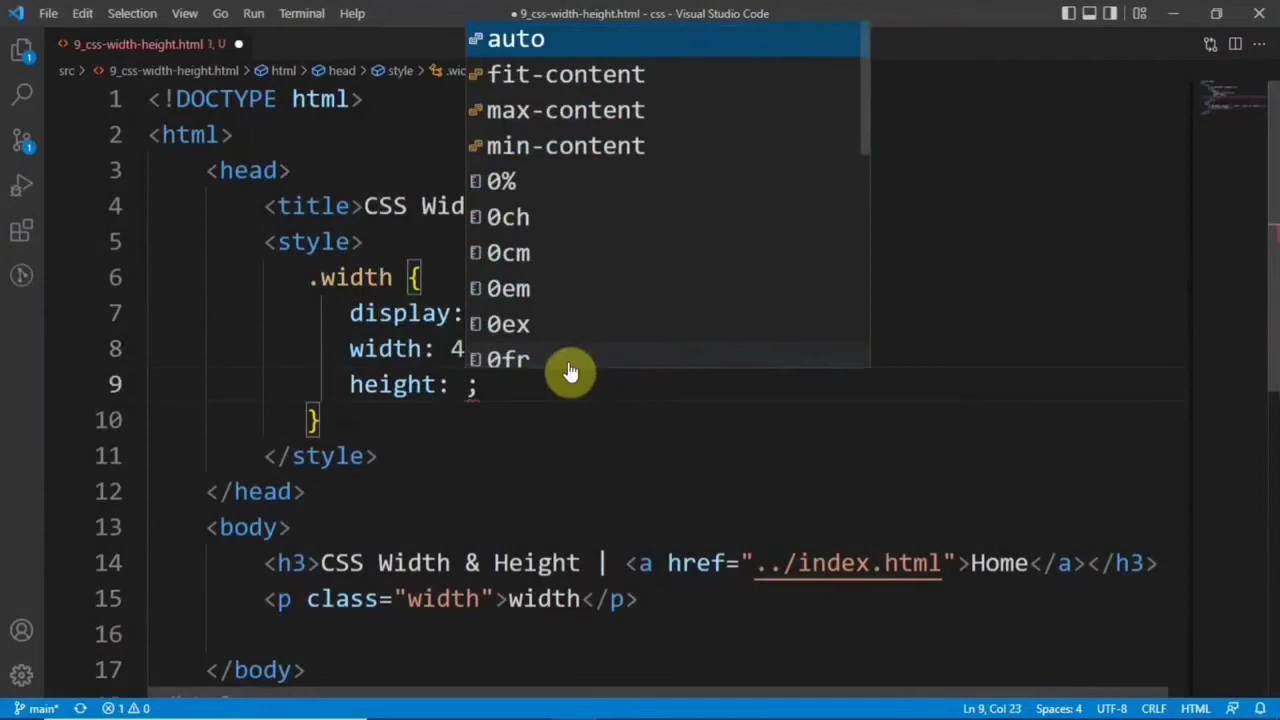 File Edit Selection View Go Run Terminal Help
● 9_css-width-height.html - css - Visual Studio Code
9_css-width-height.html 1, U ●
src > 9_css-width-height.html > html > head > style > .wid
1 <!DOCTYPE html>
2 <html>
3 <head>
4 <title>CSS Wid
5 <style>
6 .width {
7 display:
8 width: 4
9 height: ;
10 }
11 </style>
12 </head>
13 <body>
14 <h3>CSS Width & Height | <a href="../index.html">Home</a></h3>
15 <p class="width">width</p>
16
17 </body>
auto
fit-content
max-content
min-content
0%
0ch
0cm
0em
0ex
0fr
1
1
main* 1 0
Ln 9, Col 23 Spaces: 4 UTF-8 CRLF HTML